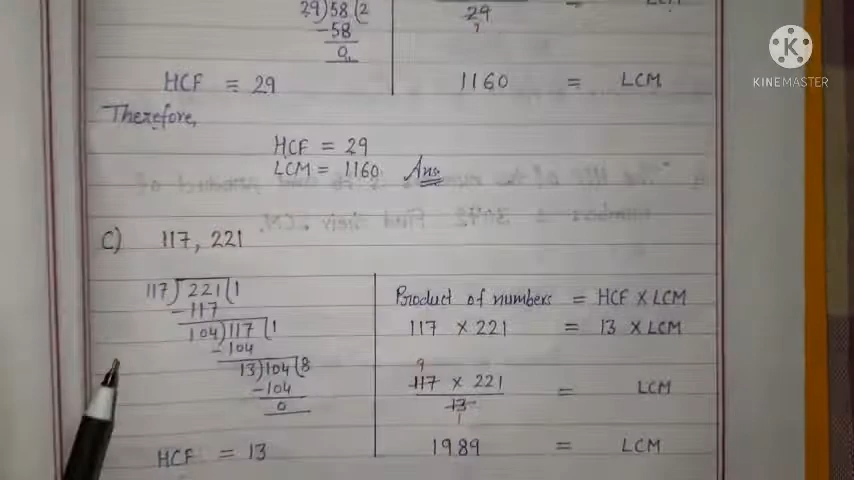 29)58(2
-58
0
29
HCF = 29
1160 = LCM
Therefore,
HCF = 29
LCM = 1160 Ans.
C) 117, 221
117)221(1
-117
104)117(1
-104
13)104(8
-104
0
HCF = 13
Product of numbers = HCF X LCM
117 X 221 = 13 X LCM
9
117 X 221 = LCM
13
1
1989 = LCM
K
KINEMASTER